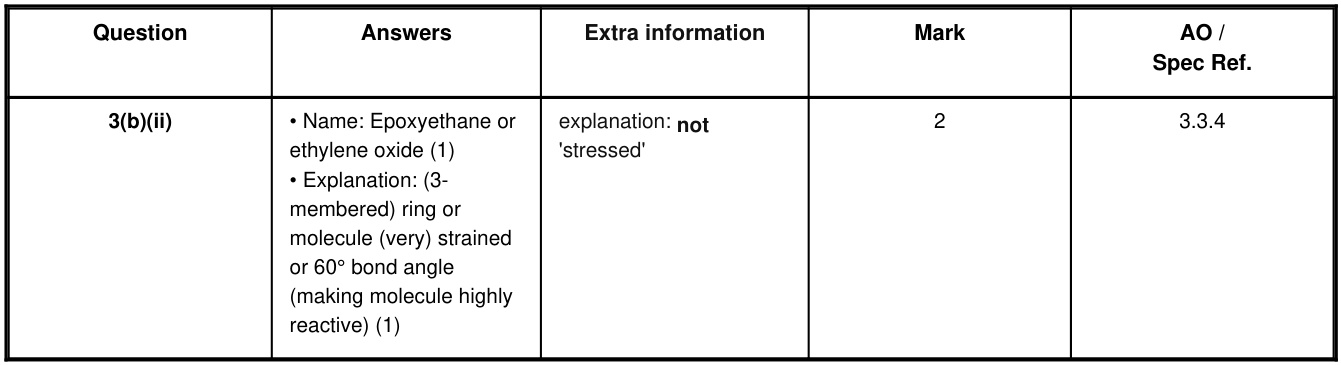 Question Answers Extra information Mark AO /
Spec Ref.
3(b)(ii)
• Name: Epoxyethane or
ethylene oxide (1)
• Explanation: (3-
membered) ring or
molecule (very) strained
or 60° bond angle
(making molecule highly
reactive) (1)
explanation: not
'stressed'
2
3.3.4